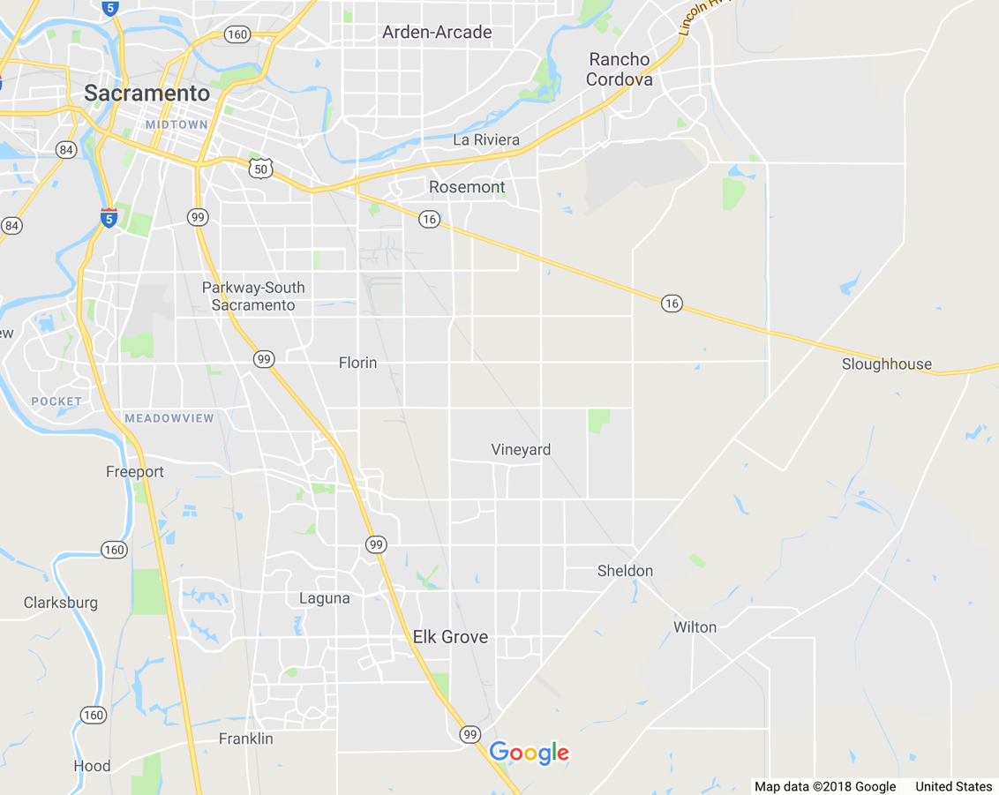 5
Lincoln Hwy
160
Arden-Arcade
Rancho
Cordova
Sacramento
MIDTOWN
La Riviera
84
50
Rosemont
5
99
16
84
Parkway-South
Sacramento
16
ew
99
Florin
Sloughhouse
POCKET
MEADOWVIEW
Vineyard
Freeport
160
99
Sheldon
Laguna
Clarksburg
Wilton
Elk Grove
160
99
Franklin
Google
Hood
Map data ©2018 Google
United States